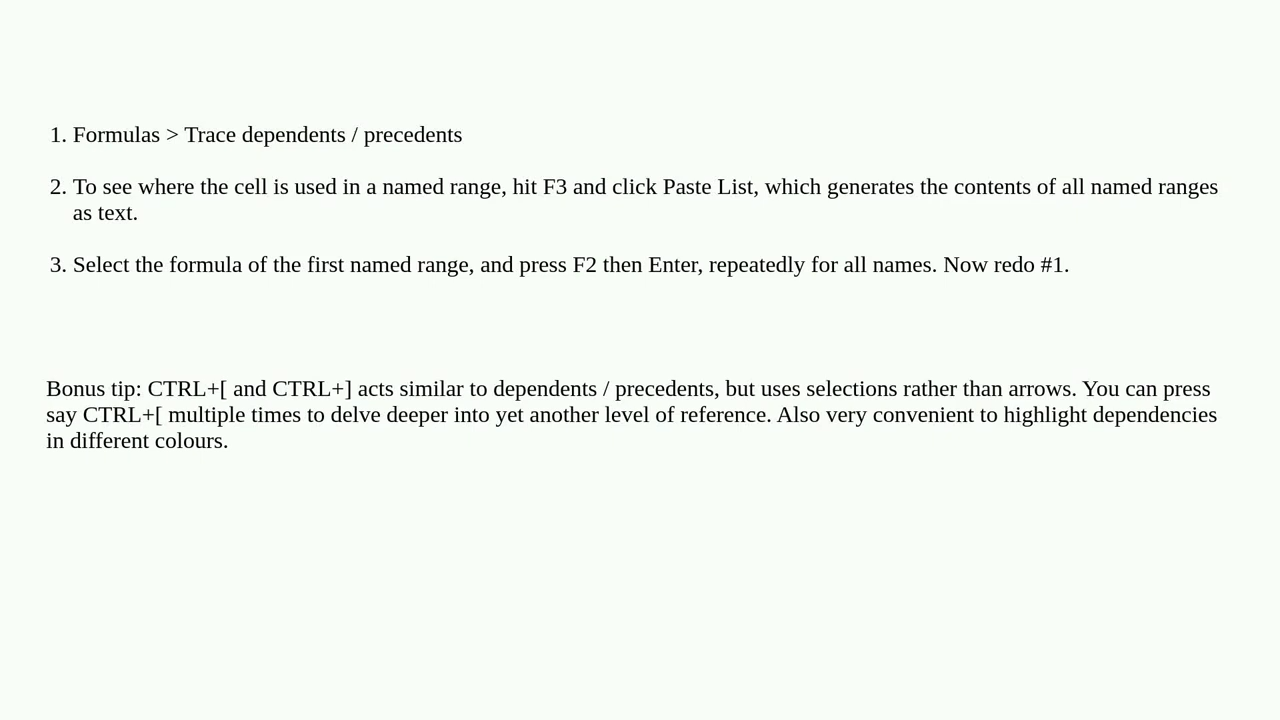 1. Formulas > Trace dependents / precedents
2. To see where the cell is used in a named range, hit F3 and click Paste List, which generates the contents of all named ranges
as text.
3. Select the formula of the first named range, and press F2 then Enter, repeatedly for all names. Now redo #1.
Bonus tip: CTRL+[ and CTRL+] acts similar to dependents / precedents, but uses selections rather than arrows. You can press
say CTRL+[ multiple times to delve deeper into yet another level of reference. Also very convenient to highlight dependencies
in different colours.